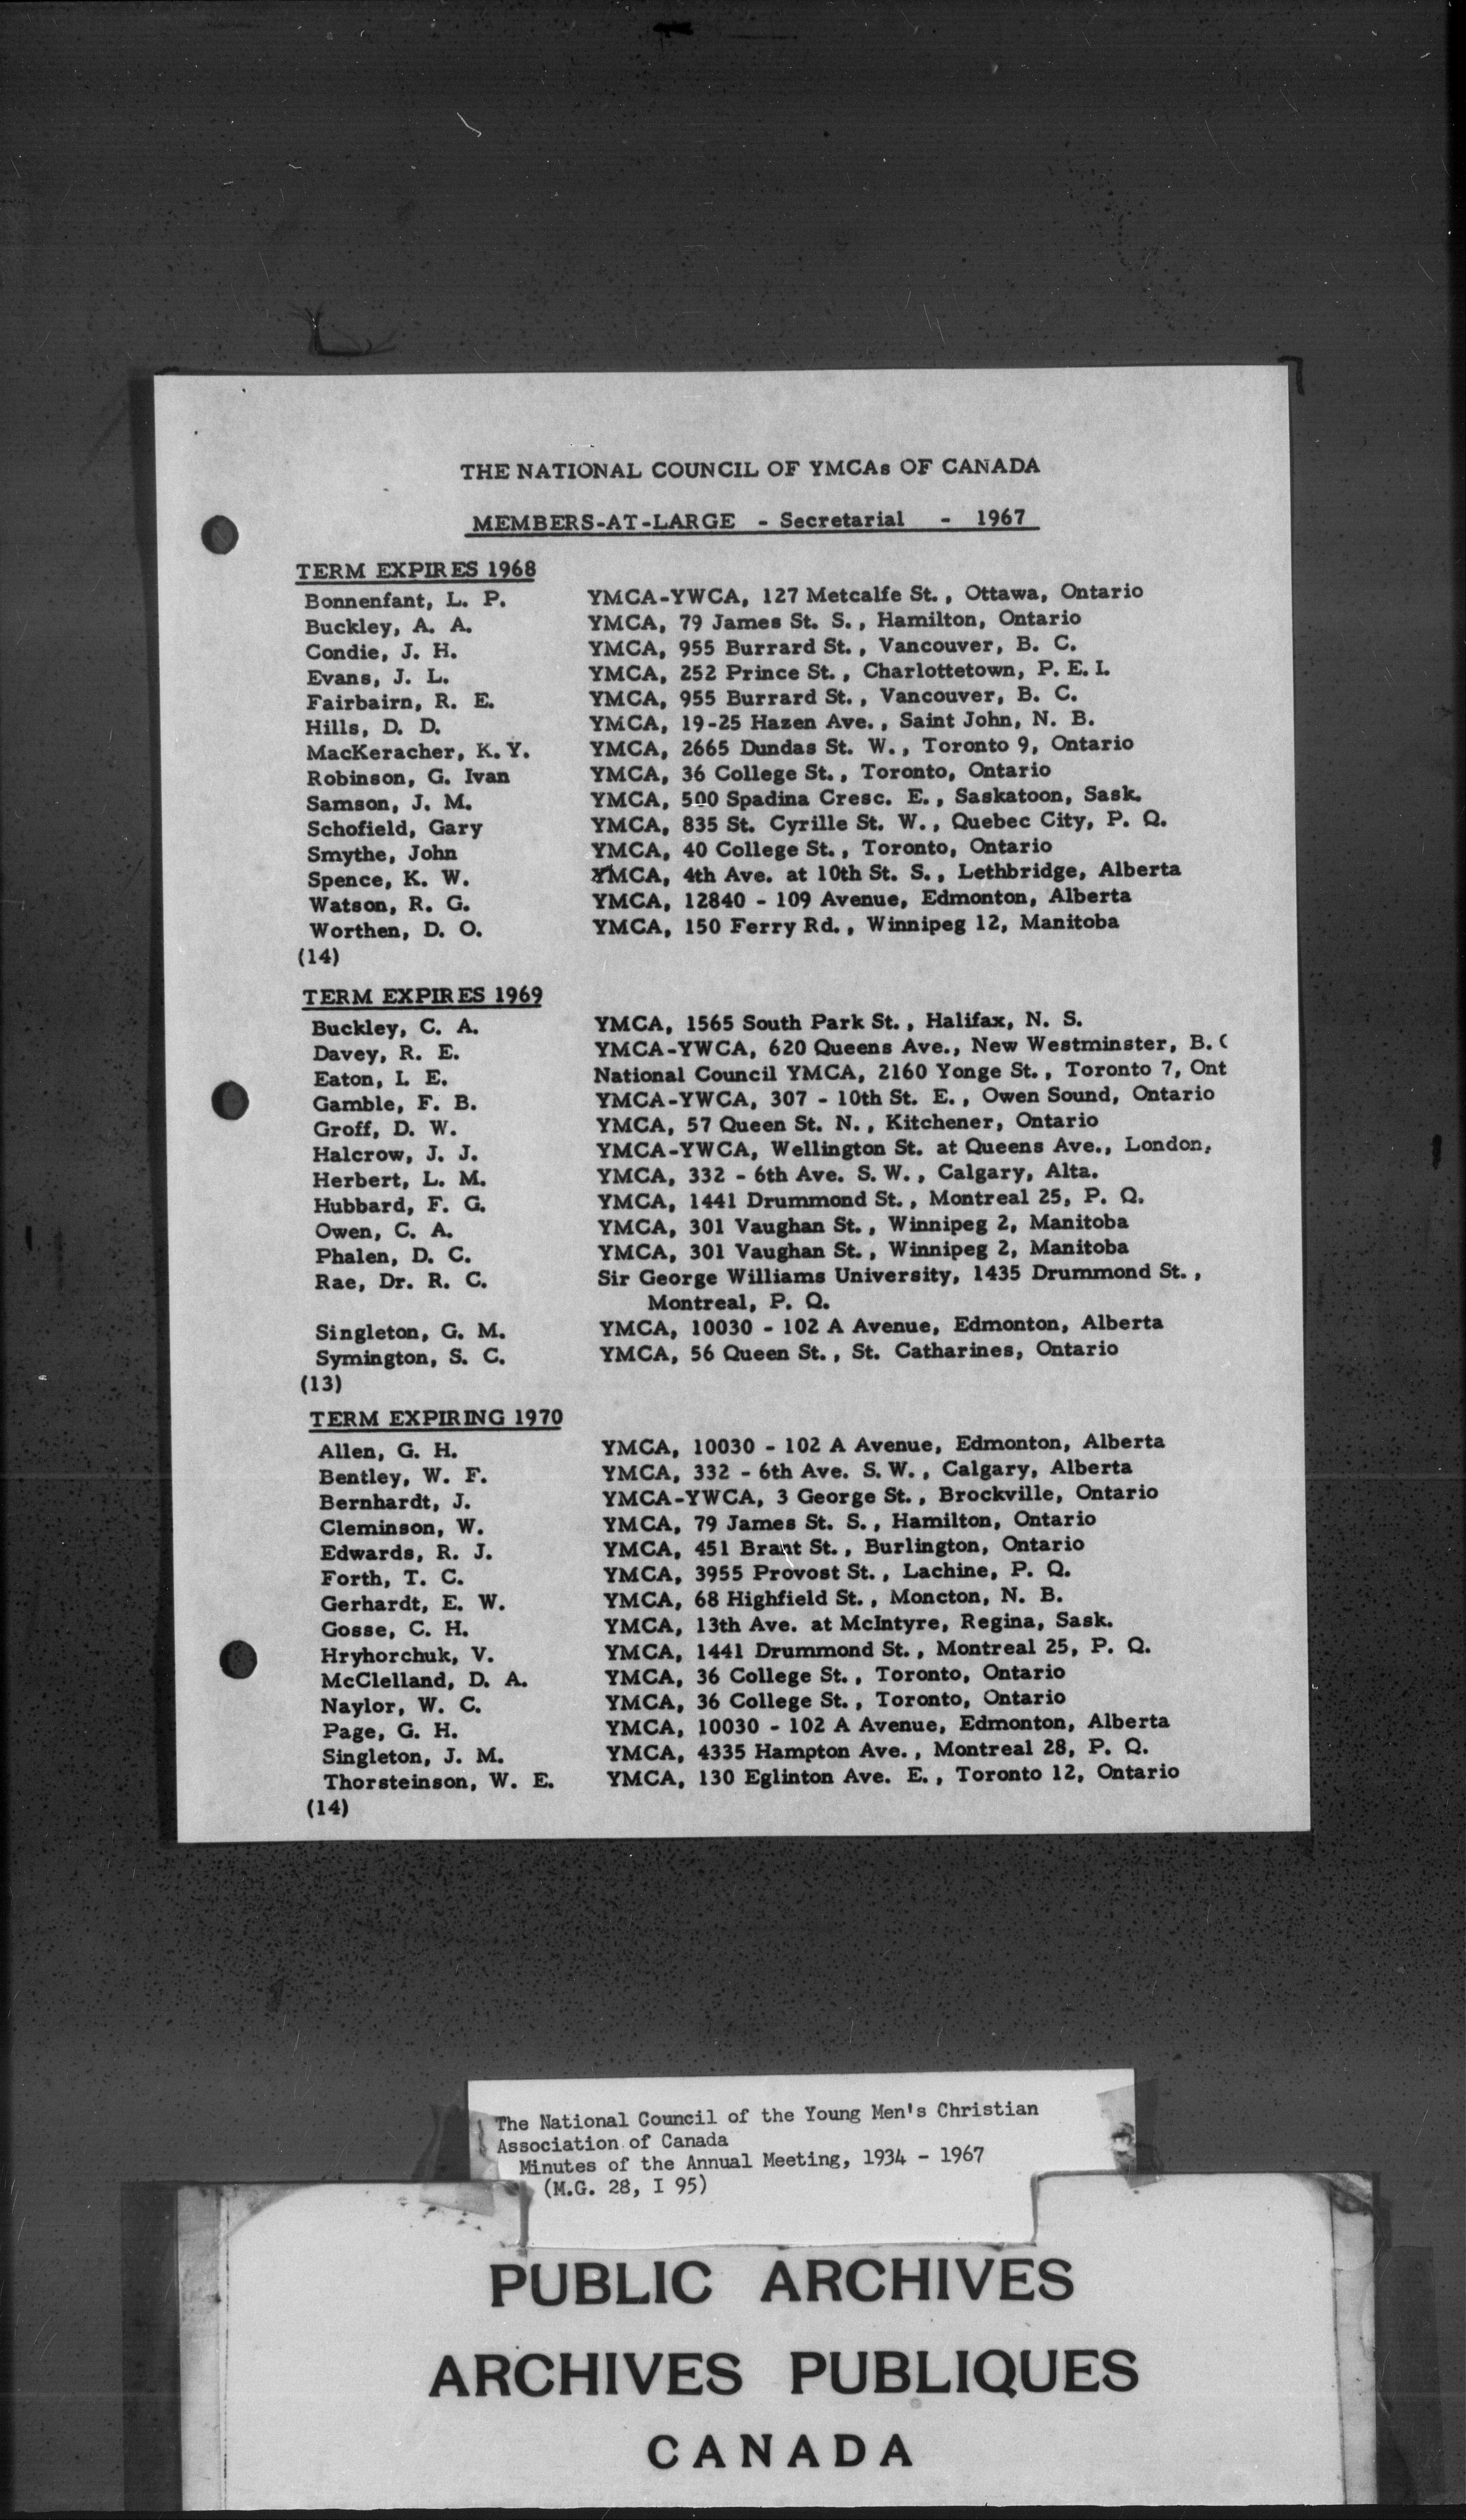 THE NATIONAL COUNCIL OF YMCAs OF CANADA
MEMBERS-AT-LARGE - Secretarial - 1967
TERM EXPIRES 1968
Bonnenfant, L. P. YMCA-YWCA, 127 Metcalfe St., Ottawa, Ontario
Buckley, A. A. YMCA, 79 James St. S., Hamilton, Ontario
Condie, J. H. YMCA, 955 Burrard St., Vancouver, B. C.
Evans, J. L. YMCA, 252 Prince St., Charlottetown, P. E. I.
Fairbairn, R. E. YMCA, 955 Burrard St., Vancouver, B. C.
Hills, D. D. YMCA, 19-25 Hazen Ave., Saint John, N. B.
MacKeracher, K. Y. YMCA, 2665 Dundas St. W., Toronto 9, Ontario
Robinson, G. Ivan YMCA, 36 College St., Toronto, Ontario
Samson, J. M. YMCA, 500 Spadina Cresc. E., Saskatoon, Sask.
Schofield, Gary YMCA, 835 St. Cyrille St. W., Quebec City, P. Q.
Smythe, John YMCA, 40 College St., Toronto, Ontario
Spence, K. W. YMCA, 4th Ave. at 10th St. S., Lethbridge, Alberta
Watson, R. G. YMCA, 12840 - 109 Avenue, Edmonton, Alberta
Worthen, D. O. YMCA, 150 Ferry Rd., Winnipeg 12, Manitoba
(14)
TERM EXPIRES 1969
Buckley, C. A. YMCA, 1565 South Park St., Halifax, N. S.
Davey, R. E. YMCA-YWCA, 620 Queens Ave., New Westminster, B. C
Eaton, I. E. National Council YMCA, 2160 Yonge St., Toronto 7, Ont
Gamble, F. B. YMCA-YWCA, 307 - 10th St. E., Owen Sound, Ontario
Groff, D. W. YMCA, 57 Queen St. N., Kitchener, Ontario
Halcrow, J. J. YMCA-YWCA, Wellington St. at Queens Ave., London,
Herbert, L. M. YMCA, 332 - 6th Ave. S. W., Calgary, Alta.
Hubbard, F. G. YMCA, 1441 Drummond St., Montreal 25, P. Q.
Owen, C. A. YMCA, 301 Vaughan St., Winnipeg 2, Manitoba
Phalen, D. C. YMCA, 301 Vaughan St., Winnipeg 2, Manitoba
Rae, Dr. R. C. Sir George Williams University, 1435 Drummond St.,
Montreal, P. Q.
Singleton, G. M. YMCA, 10030 - 102 A Avenue, Edmonton, Alberta
Symington, S. C. YMCA, 56 Queen St., St. Catharines, Ontario
(13)
TERM EXPIRING 1970
Allen, G. H. YMCA, 10030 - 102 A Avenue, Edmonton, Alberta
Bentley, W. F. YMCA, 332 - 6th Ave. S. W., Calgary, Alberta
Bernhardt, J. YMCA-YWCA, 3 George St., Brockville, Ontario
Cleminson, W. YMCA, 79 James St. S., Hamilton, Ontario
Edwards, R. J. YMCA, 451 Brant St., Burlington, Ontario
Forth, T. C. YMCA, 3955 Provost St., Lachine, P. Q.
Gerhardt, E. W. YMCA, 68 Highfield St., Moncton, N. B.
Gosse, C. H. YMCA, 13th Ave. at McIntyre, Regina, Sask.
Hryhorchuk, V. YMCA, 1441 Drummond St., Montreal 25, P. Q.
McClelland, D. A. YMCA, 36 College St., Toronto, Ontario
Naylor, W. C. YMCA, 36 College St., Toronto, Ontario
Page, G. H. YMCA, 10030 - 102 A Avenue, Edmonton, Alberta
Singleton, J. M. YMCA, 4335 Hampton Ave., Montreal 28, P. Q.
Thorsteinson, W. E. YMCA, 130 Eglinton Ave. E., Toronto 12, Ontario
(14)
The National Council of the Young Men's Christian
Association of Canada
Minutes of the Annual Meeting, 1934 - 1967
(M.G. 28, I 95)
PUBLIC ARCHIVES
ARCHIVES PUBLIQUES
CANADA